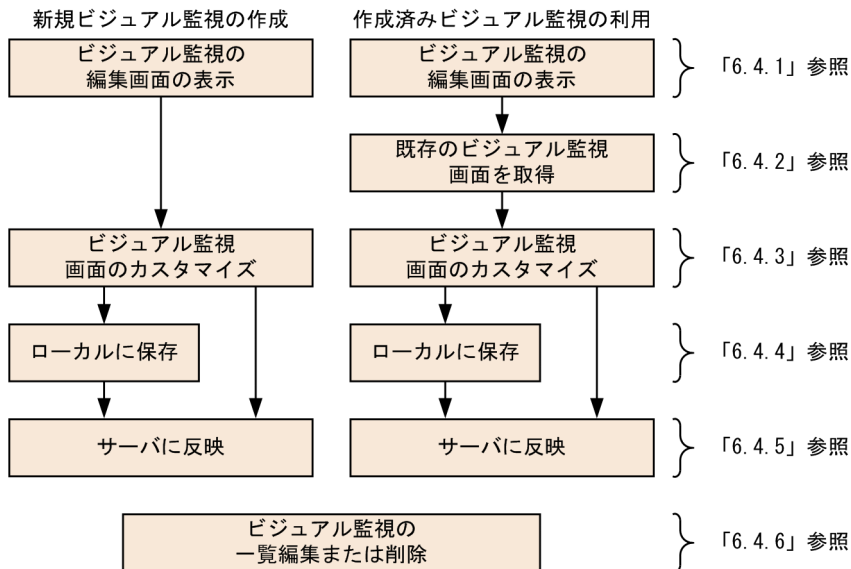 新規ビジュアル監視の作成
作成済みビジュアル監視の利用
ビジュアル監視の
編集画面の表示
ビジュアル監視の
編集画面の表示
「6.4.1」参照
既存のビジュアル監視
画面を取得
「6.4.2」参照
ビジュアル監視
画面のカスタマイズ
ビジュアル監視
画面のカスタマイズ
「6.4.3」参照
ローカルに保存
ローカルに保存
「6.4.4」参照
サーバに反映
サーバに反映
「6.4.5」参照
ビジュアル監視の
一覧編集または削除
「6.4.6」参照